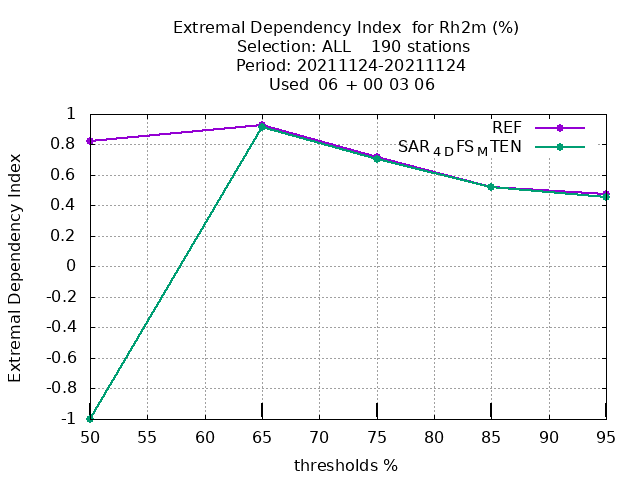 Extremal Dependency Index for Rh2m (%)
Selection: ALL 190 stations
Period: 20211124-20211124
Used 06 + 00 03 06
Extremal Dependency Index
1
0.8
0.6
0.4
0.2
0
-0.2
-0.4
-0.6
-0.8
-1
REF
SAR4DFSMTEN
50 55 60 65 70 75 80 85 90 95
thresholds %